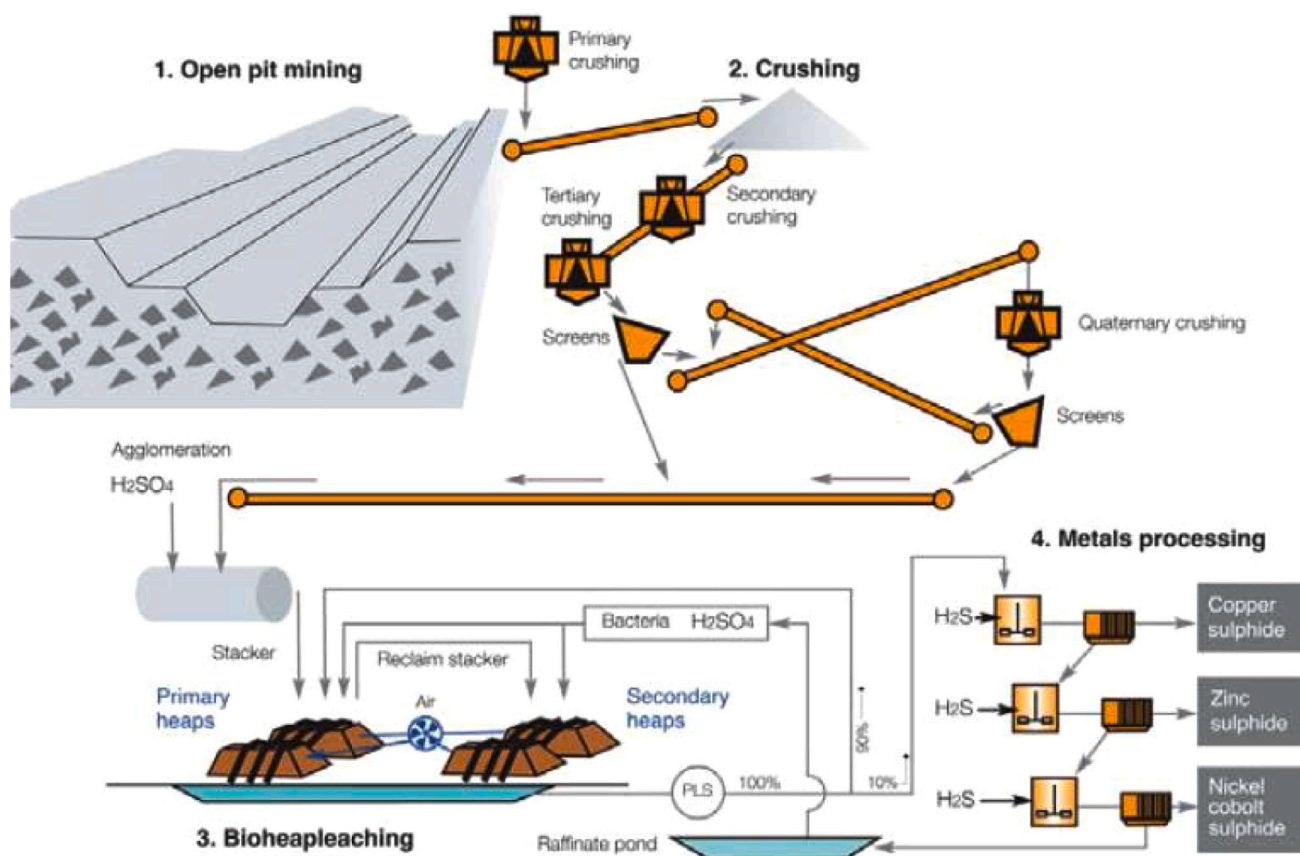 Primary
crushing
1. Open pit mining
2. Crushing
Tertiary
crushing
Secondary
crushing
Screens
Quaternary crushing
Screens
Agglomeration
H2SO4
4. Metals processing
H2S
Copper
sulphide
Bacteria H2SO4
Stacker
Reclaim stacker
Primary
heaps
Air
Secondary
heaps
H2S
Zinc
sulphide
90%
PLS
100%
10%
H2S
Nickel
cobolt
sulphide
3. Bioheapleaching
Raffinate pond